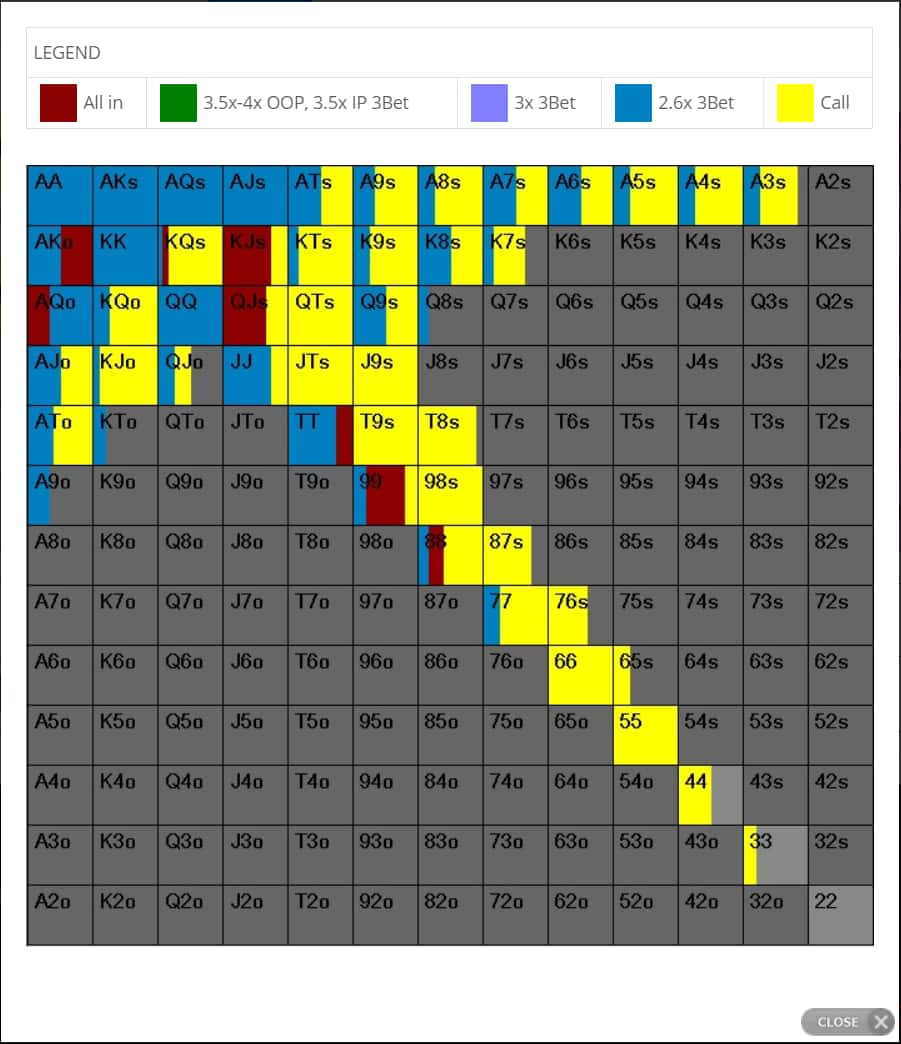 LEGEND
All in 3.5x-4x OOP, 3.5x IP 3Bet 3x 3Bet 2.6x 3Bet Call
AA AKs AQs AJs ATs A9s A8s A7s A6s A5s A4s A3s A2s
AKo KK KQs KJs KTs K9s K8s K7s K6s K5s K4s K3s K2s
AQo KQo QQ QJs QTs Q9s Q8s Q7s Q6s Q5s Q4s Q3s Q2s
AJo KJo QJo JJ JTs J9s J8s J7s J6s J5s J4s J3s J2s
ATo KTo QTo JTo TT T9s T8s T7s T6s T5s T4s T3s T2s
A9o K9o Q9o J9o T9o 99 98s 97s 96s 95s 94s 93s 92s
A8o K8o Q8o J8o T8o 98o 88 87s 86s 85s 84s 83s 82s
A7o K7o Q7o J7o T7o 97o 87o 77 76s 75s 74s 73s 72s
A6o K6o Q6o J6o T6o 96o 86o 76o 66 65s 64s 63s 62s
A5o K5o Q5o J5o T5o 95o 85o 75o 65o 55 54s 53s 52s
A4o K4o Q4o J4o T4o 94o 84o 74o 64o 54o 44 43s 42s
A3o K3o Q3o J3o T3o 93o 83o 73o 63o 53o 43o 33 32s
A2o K2o Q2o J2o T2o 92o 82o 72o 62o 52o 42o 32o 22
CLOSE